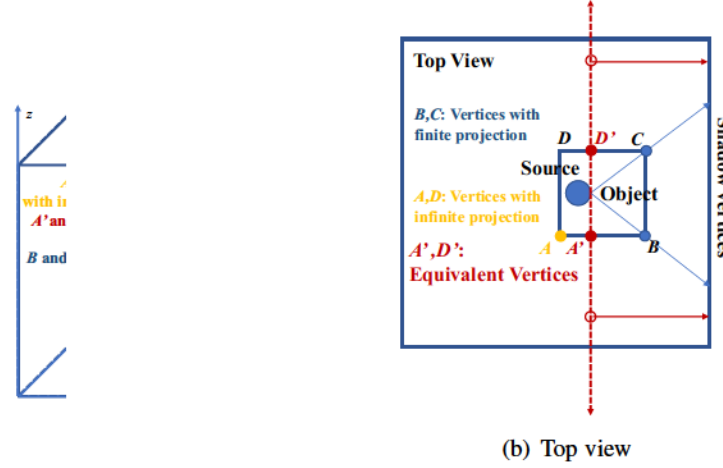 z
A
with in
A'an
B and
Top View
B,C: Vertices with
finite projection
D D' C
Source
Object
A,D: Vertices with
infinite projection
A A' B
A',D':
Equivalent Vertices
Shadow Vertices
(b) Top view